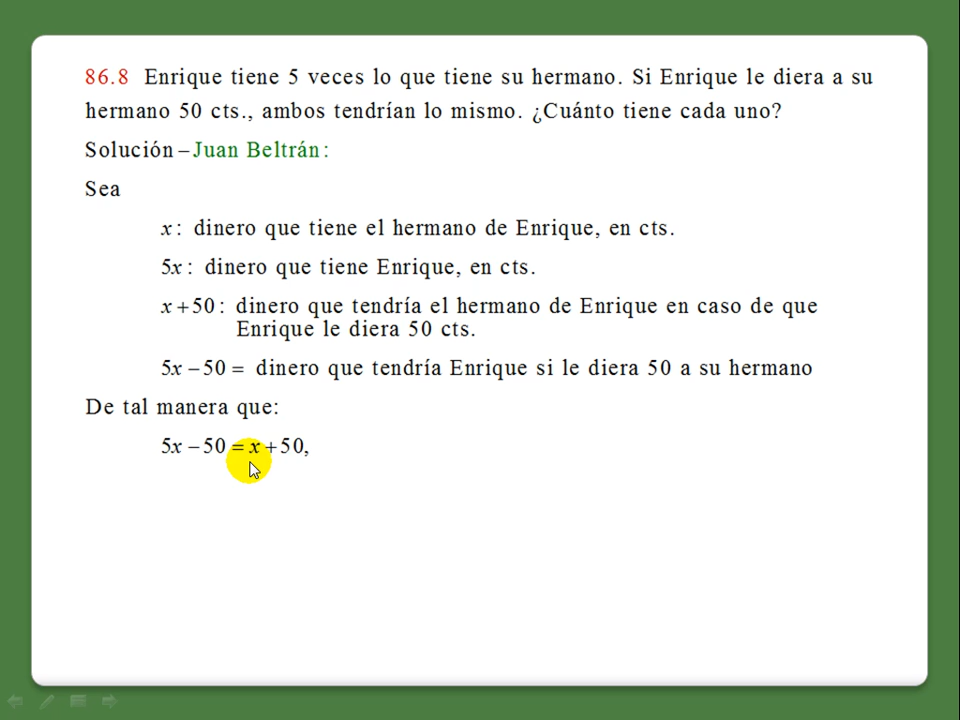 86.8 Enrique tiene 5 veces lo que tiene su hermano. Si Enrique le diera a su
hermano 50 cts., ambos tendrían lo mismo. ¿Cuánto tiene cada uno?
Solución – Juan Beltrán:
Sea
x: dinero que tiene el hermano de Enrique, en cts.
5x: dinero que tiene Enrique, en cts.
x + 50: dinero que tendría el hermano de Enrique en caso de que
Enrique le diera 50 cts.
5x − 50 = dinero que tendría Enrique si le diera 50 a su hermano
De tal manera que:
5x − 50 = x + 50,